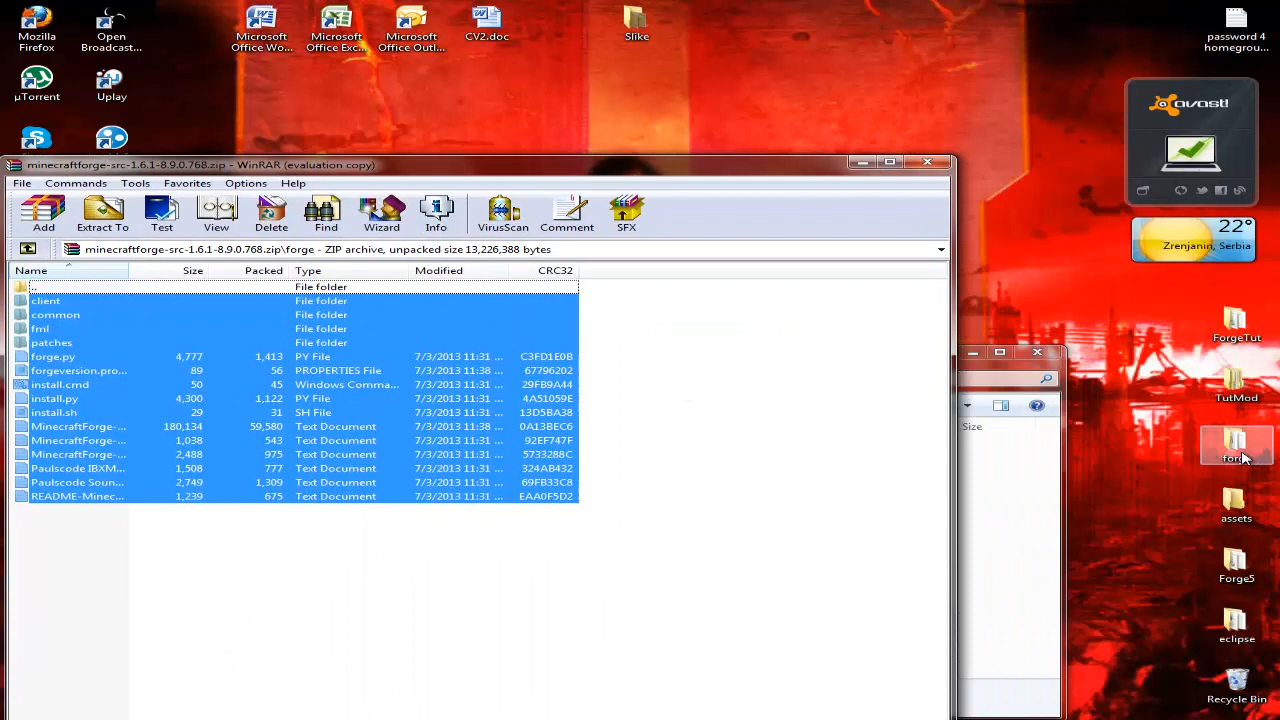 Mozilla Firefox
Open Broadcast...
Microsoft Office Wo...
Microsoft Office Exc...
Microsoft Office Outl...
CV2.doc
Slike
password 4 homegrou...
µTorrent
Uplay
avast!
minecraftforge-src-1.6.1-8.9.0.768.zip - WinRAR (evaluation copy)
File Commands Tools Favorites Options Help
Add Extract To Test View Delete Find Wizard Info VirusScan Comment SFX
minecraftforge-src-1.6.1-8.9.0.768.zip\forge - ZIP archive, unpacked size 13,226,388 bytes
Name Size Packed Type Modified CRC32
.. File folder
client File folder
common File folder
fml File folder
patches File folder
forge.py 4,777 1,413 PY File 7/3/2013 11:31 ... C3FD1E0B
forgeversion.pro... 89 56 PROPERTIES File 7/3/2013 11:38 ... 67796202
install.cmd 50 45 Windows Comma... 7/3/2013 11:31 ... 29FB9A44
install.py 4,300 1,122 PY File 7/3/2013 11:31 ... 4A51059E
install.sh 29 31 SH File 7/3/2013 11:31 ... 13D5BA38
MinecraftForge-... 180,134 59,580 Text Document 7/3/2013 11:38 ... 0A13BEC6
MinecraftForge-... 1,038 543 Text Document 7/3/2013 11:31 ... 92EF747F
MinecraftForge-... 2,488 975 Text Document 7/3/2013 11:31 ... 5733288C
Paulscode IBXM... 1,508 777 Text Document 7/3/2013 11:31 ... 324AB432
Paulscode Soun... 2,749 1,309 Text Document 7/3/2013 11:31 ... 69FB33C8
README-Minec... 1,239 675 Text Document 7/3/2013 11:31 ... EAA0F5D2
22°
Zrenjanin, Serbia
Size
ForgeTut
TutMod
assets
Forge5
eclipse
Recycle Bin